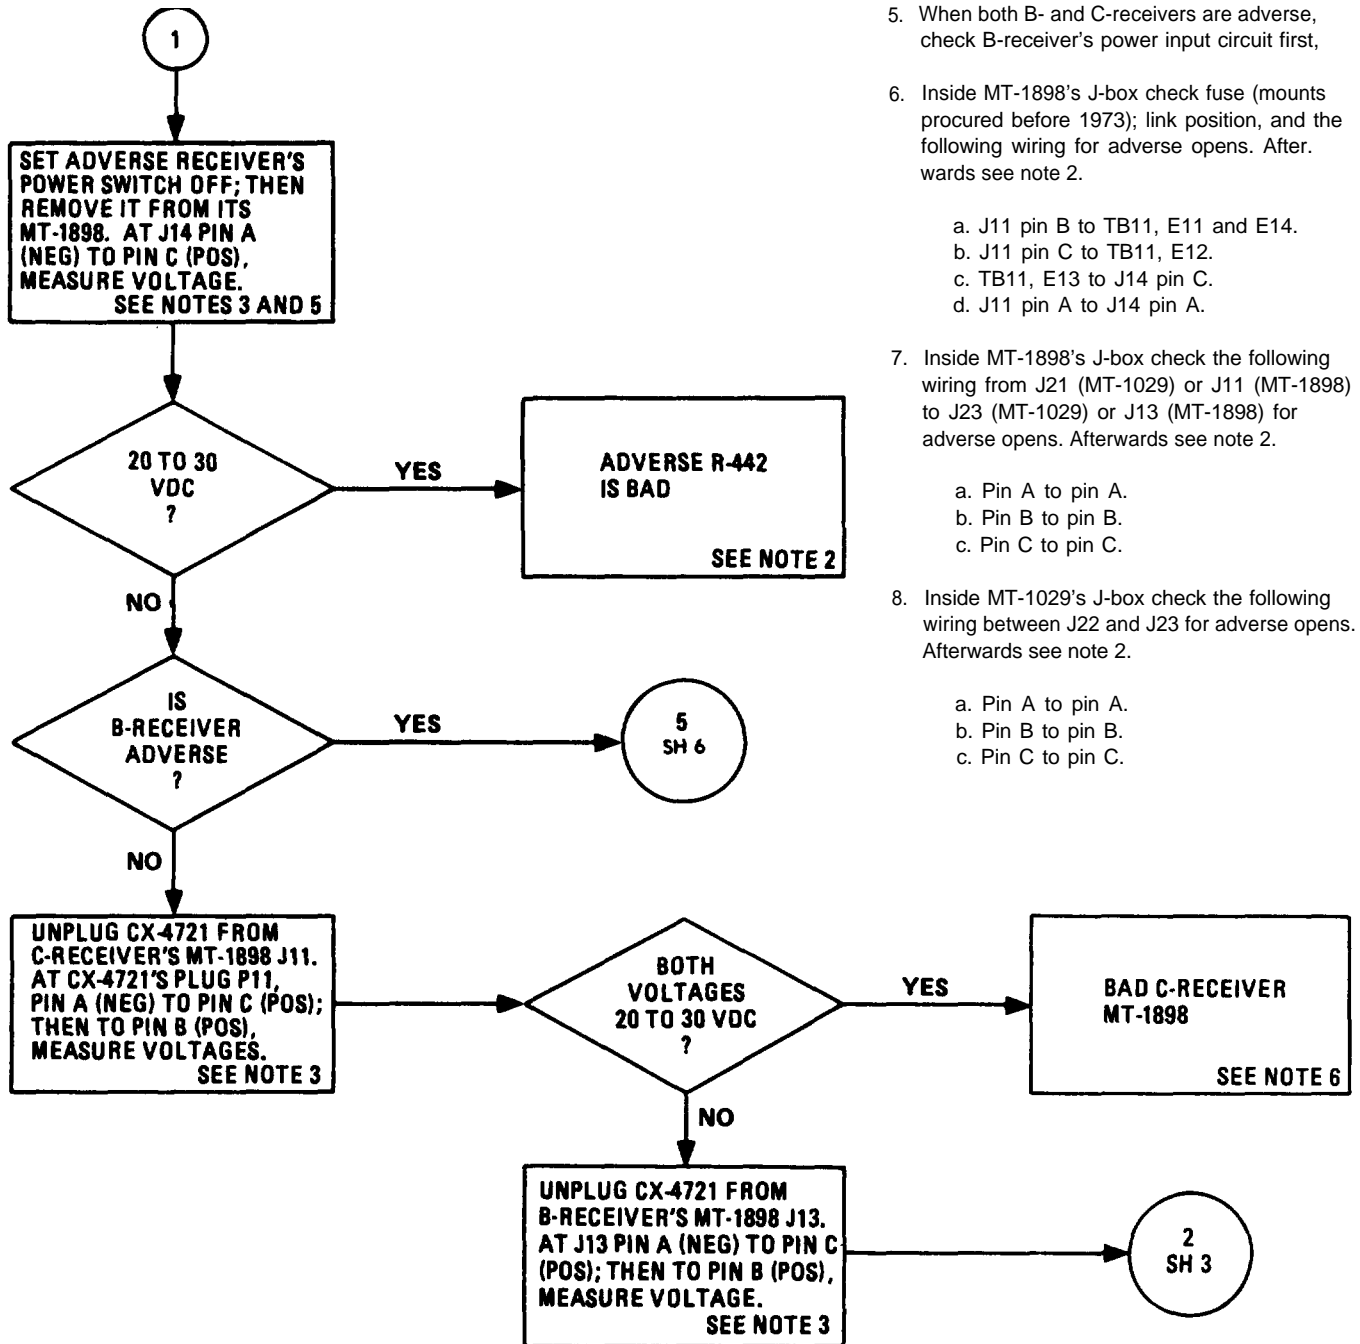 1
SET ADVERSE RECEIVER'S
POWER SWITCH OFF; THEN
REMOVE IT FROM ITS
MT-1898. AT J14 PIN A
(NEG) TO PIN C (POS),
MEASURE VOLTAGE.
SEE NOTES 3 AND 5
20 TO 30
VDC
?
YES
ADVERSE R-442
IS BAD
SEE NOTE 2
NO
IS
B-RECEIVER
ADVERSE
?
YES
5
SH 6
NO
UNPLUG CX-4721 FROM
C-RECEIVER'S MT-1898 J11.
AT CX-4721'S PLUG P11,
PIN A (NEG) TO PIN C (POS);
THEN TO PIN B (POS),
MEASURE VOLTAGES.
SEE NOTE 3
BOTH
VOLTAGES
20 TO 30 VDC
?
YES
BAD C-RECEIVER
MT-1898
SEE NOTE 6
NO
UNPLUG CX-4721 FROM
B-RECEIVER'S MT-1898 J13.
AT J13 PIN A (NEG) TO PIN C
(POS); THEN TO PIN B (POS),
MEASURE VOLTAGE.
SEE NOTE 3
2
SH 3
5. When both B- and C-receivers are adverse,
check B-receiver's power input circuit first,
6. Inside MT-1898's J-box check fuse (mounts
procured before 1973); link position, and the
following wiring for adverse opens. After.
wards see note 2.
a. J11 pin B to TB11, E11 and E14.
b. J11 pin C to TB11, E12.
c. TB11, E13 to J14 pin C.
d. J11 pin A to J14 pin A.
7. Inside MT-1898's J-box check the following
wiring from J21 (MT-1029) or J11 (MT-1898)
to J23 (MT-1029) or J13 (MT-1898) for
adverse opens. Afterwards see note 2.
a. Pin A to pin A.
b. Pin B to pin B.
c. Pin C to pin C.
8. Inside MT-1029's J-box check the following
wiring between J22 and J23 for adverse opens.
Afterwards see note 2.
a. Pin A to pin A.
b. Pin B to pin B.
c. Pin C to pin C.